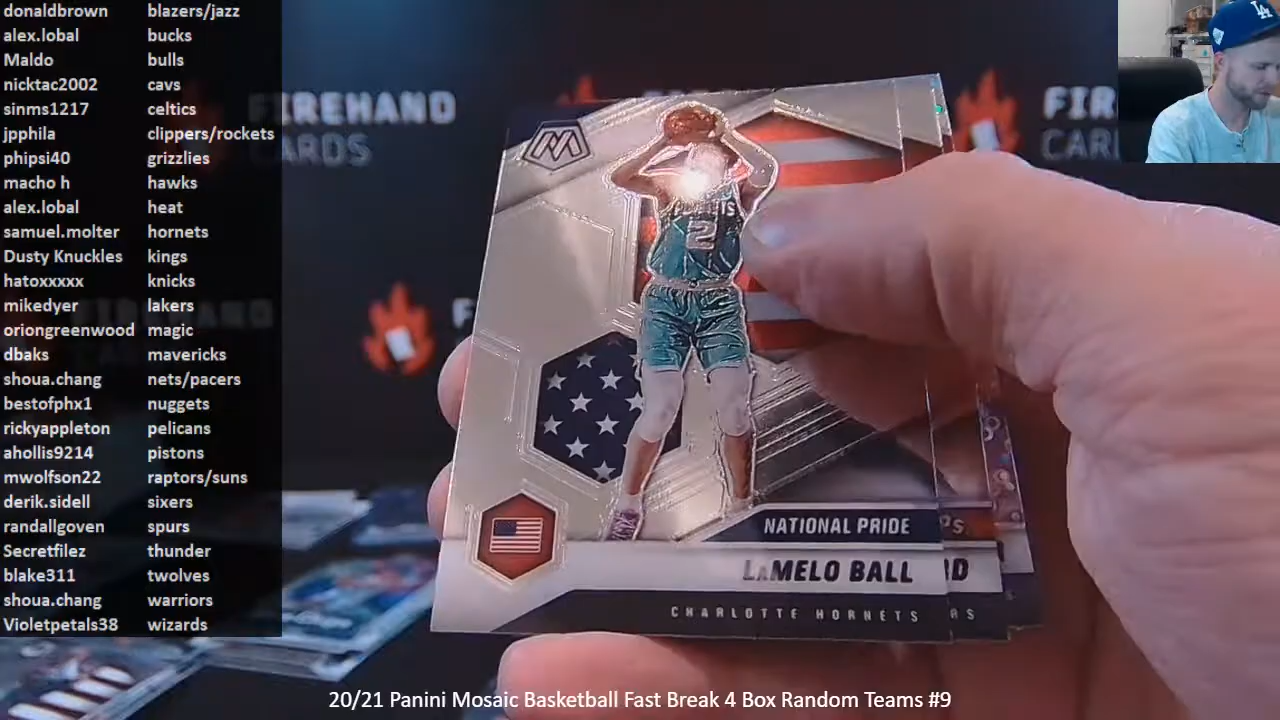 donaldbrown blazers/jazz
alex.lobal bucks
Maldo bulls
nicktac2002 cavs
sinms1217 celtics
jpphila clippers/rockets
phipsi40 grizzlies
macho h hawks
alex.lobal heat
samuel.molter hornets
Dusty Knuckles kings
hatoxxxxx knicks
mikedyer lakers
oriongreenwood magic
dbaks mavericks
shoua.chang nets/pacers
bestofphx1 nuggets
rickyappleton pelicans
ahollis9214 pistons
mwolfson22 raptors/suns
derik.sidell sixers
randallgoven spurs
Secretfilez thunder
blake311 twolves
shoua.chang warriors
Violetpetals38 wizards
FIREHAND
CARDS
FIR
CARI
LA
2
NATIONAL PRIDE
LAMELO BALL
CHARLOTTE HORNETS
20/21 Panini Mosaic Basketball Fast Break 4 Box Random Teams #9